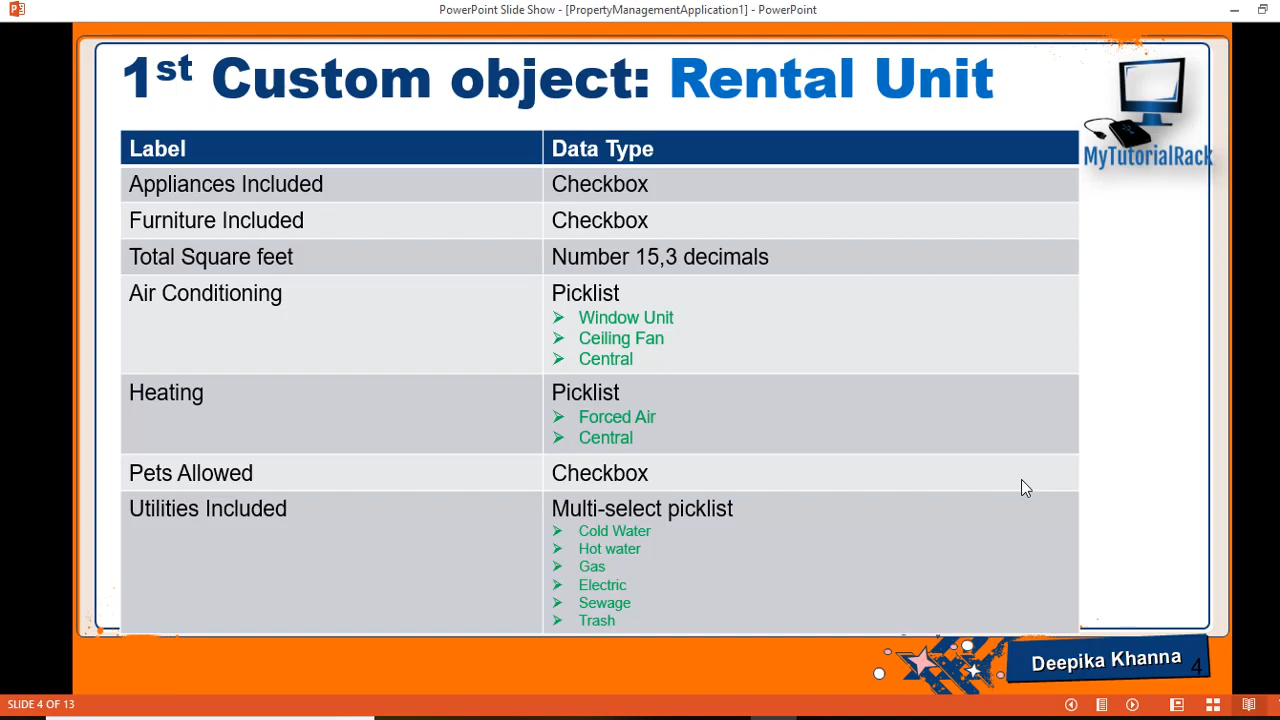 PowerPoint Slide Show - [PropertyManagementApplication1] - PowerPoint
1st Custom object: Rental Unit
MyTutorialRack
Label Data Type
Appliances Included Checkbox
Furniture Included Checkbox
Total Square feet Number 15,3 decimals
Air Conditioning Picklist
Window Unit
Ceiling Fan
Central
Heating Picklist
Forced Air
Central
Pets Allowed Checkbox
Utilities Included Multi-select picklist
Cold Water
Hot water
Gas
Electric
Sewage
Trash
Deepika Khanna
4
SLIDE 4 OF 13